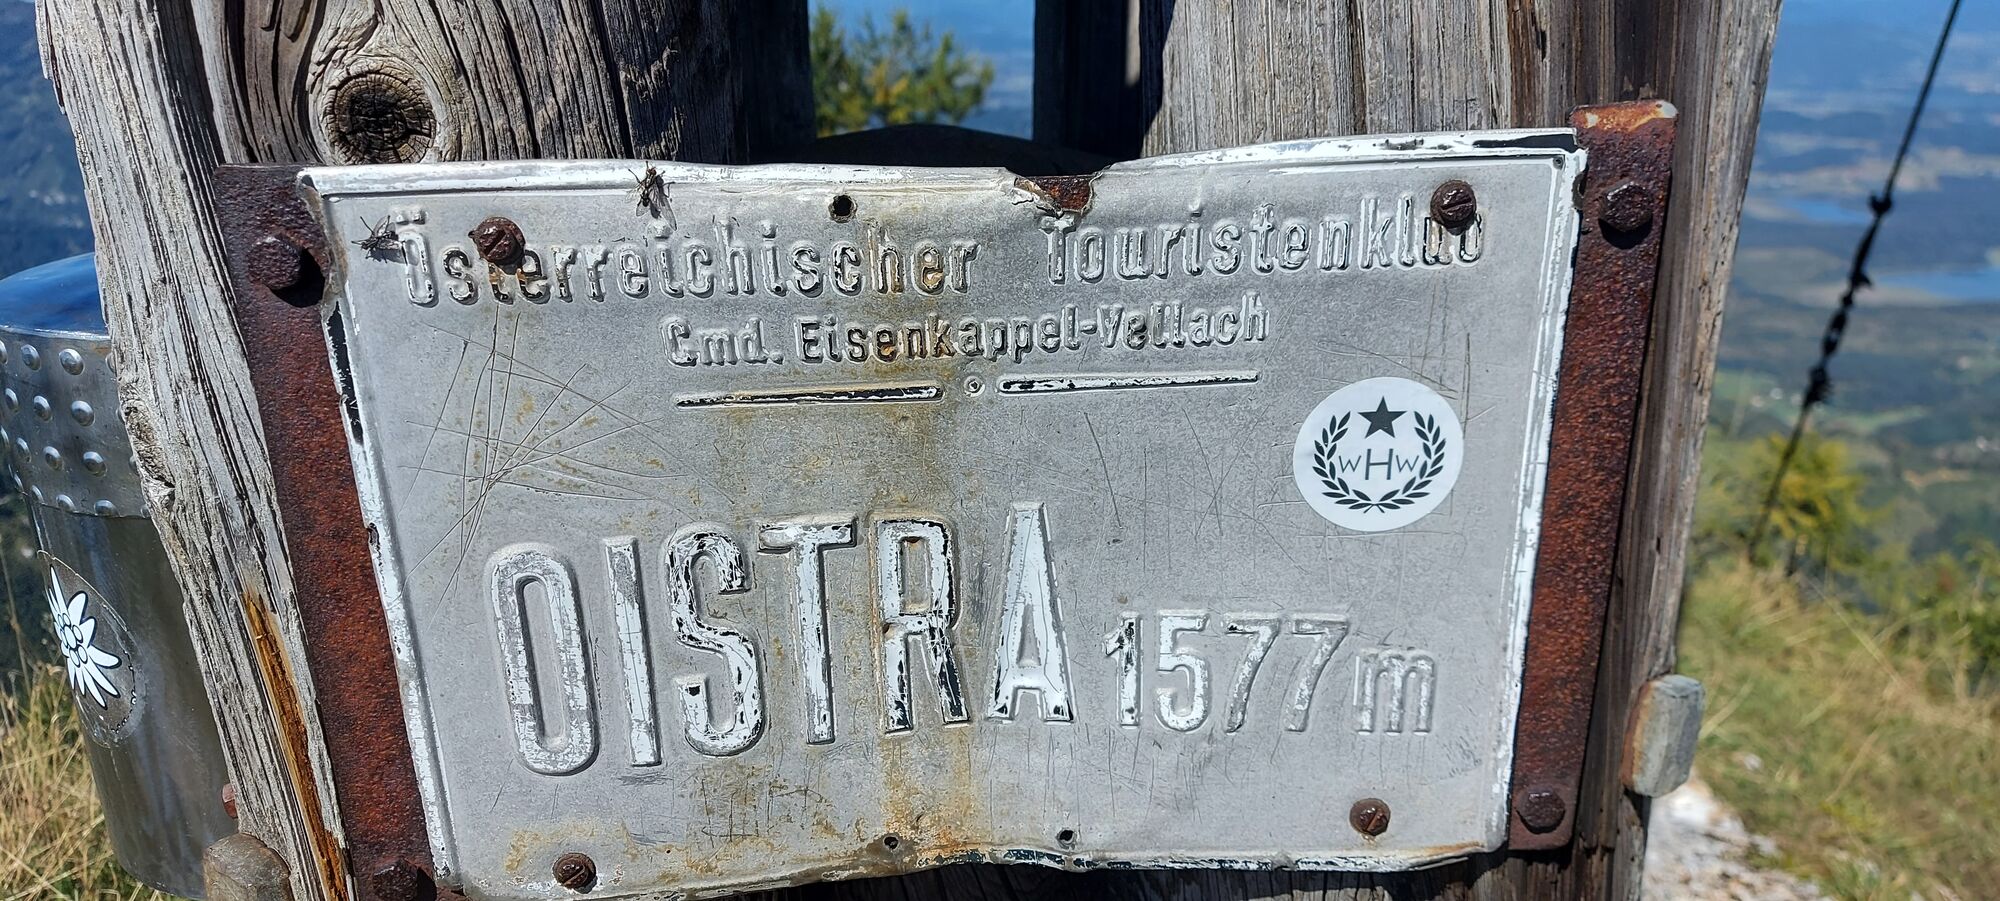 Österreichischer Touristenklub
Gmd. Eisenkappel-Vellach
WHW
OISTRA 1577 m